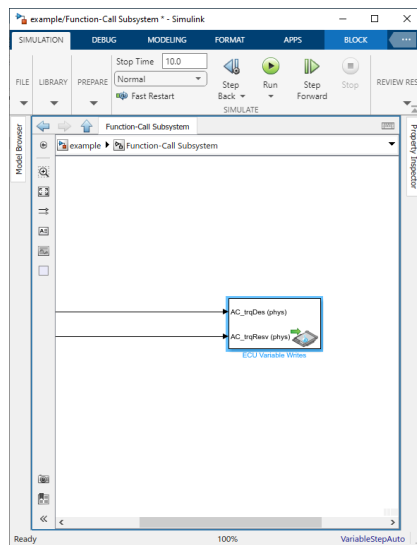 example/Function-Call Subsystem * - Simulink
SIMULATION DEBUG MODELING FORMAT APPS BLOCK
FILE
LIBRARY
PREPARE
Stop Time 10.0
Normal
Fast Restart
Step Back
Run
Step Forward
Stop
SIMULATE
REVIEW RES
Model Browser
Function-Call Subsystem
example Function-Call Subsystem
Property Inspector
AC_trqDes (phys)
AC_trqResv (phys)
ECU Variable Writes
Ready 100% VariableStepAuto